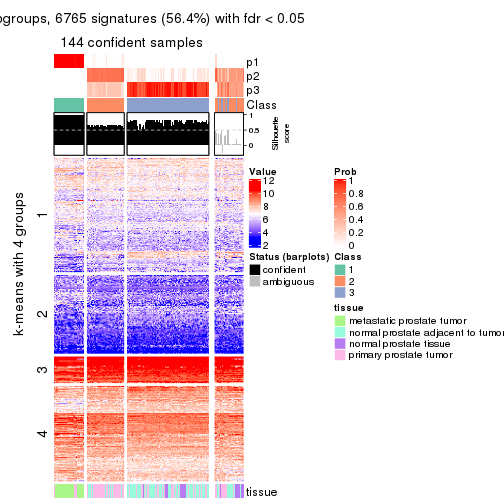 ogroups, 6765 signatures (56.4%) with fdr < 0.05
144 confident samples
p1
p2
p3
Class
1
0.5
0
Silhouette
score
k-means with 4 groups
1
2
3
4
Value
12
10
8
6
4
2
Prob
1
0.8
0.6
0.4
0.2
0
Status (barplots)
confident
ambiguous
Class
1
2
3
tissue
metastatic prostate tumor
normal prostate adjacent to tumor
normal prostate tissue
primary prostate tumor
tissue